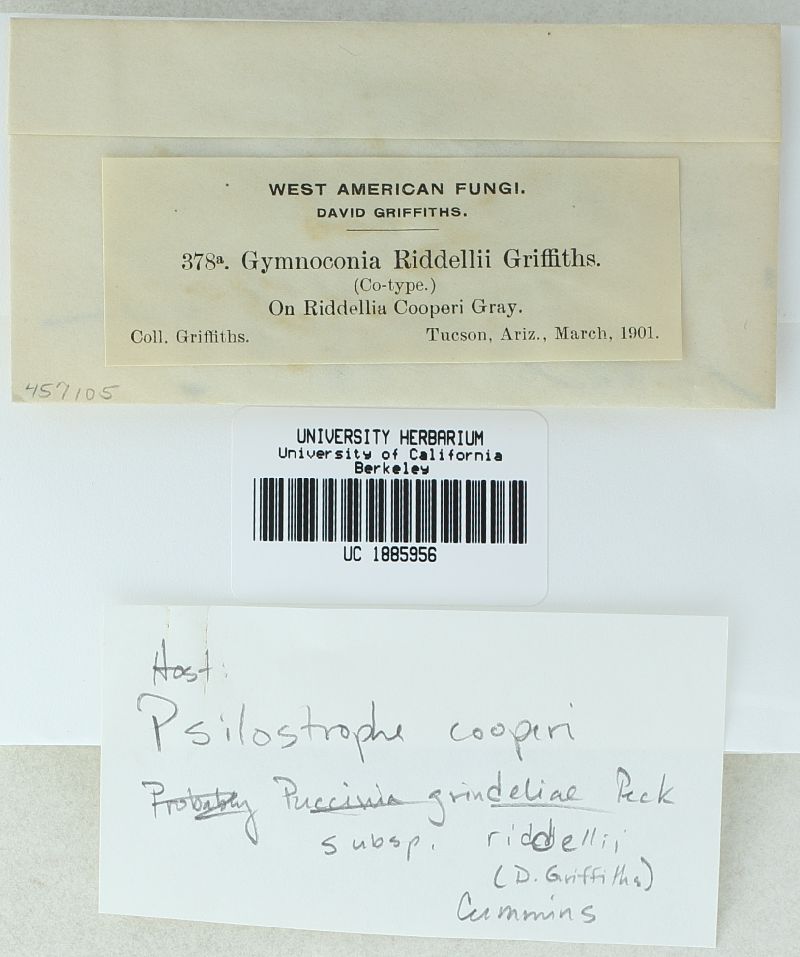 WEST AMERICAN FUNGI.
DAVID GRIFFITHS.
378ª. Gymnoconia Riddellii Griffiths.
(Co-type.)
On Riddellia Cooperi Gray.
Coll. Griffiths. Tucson, Ariz., March, 1901.
457105
UNIVERSITY HERBARIUM
University of California
Berkeley
UC 1885956
Host:
Psilostrophe cooperi
Probably Puccinia grindeliae Peck
subsp. riddellii
(D. Griffiths)
Cummins